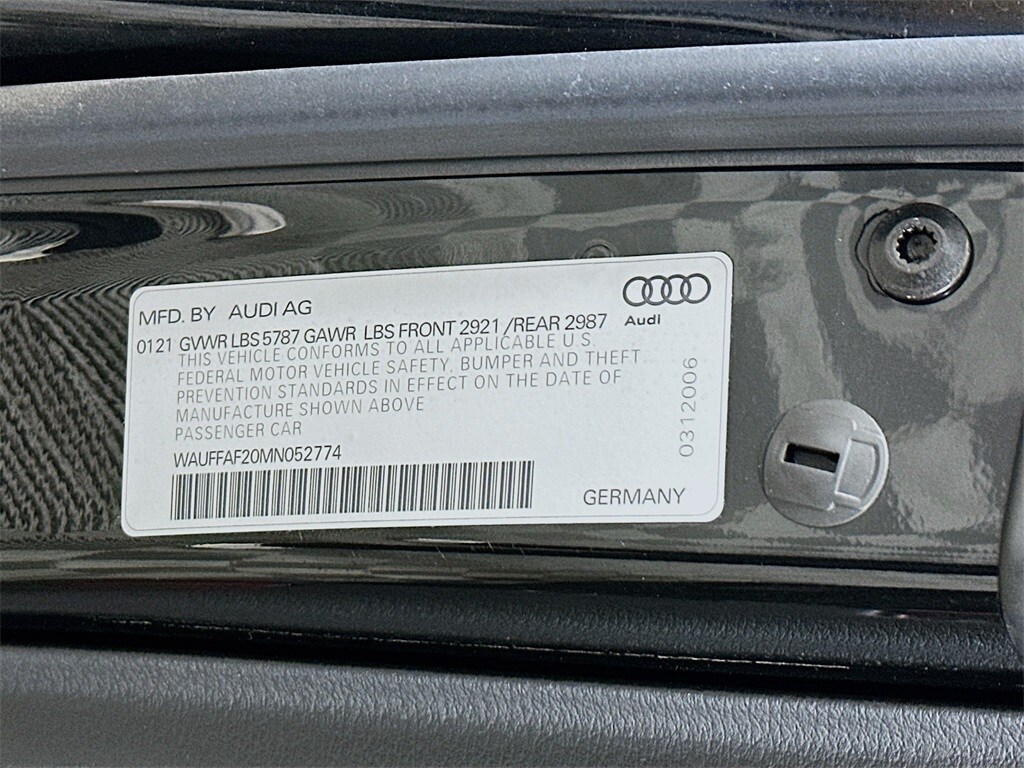 MFD. BY AUDI AG
Audi
0121 GVWR LBS 5787 GAWR LBS FRONT 2921 /REAR 2987
THIS VEHICLE CONFORMS TO ALL APPLICABLE U.S.
FEDERAL MOTOR VEHICLE SAFETY, BUMPER AND THEFT
PREVENTION STANDARDS IN EFFECT ON THE DATE OF
MANUFACTURE SHOWN ABOVE
PASSENGER CAR
WAUFFAF20MN052774
GERMANY
0312006